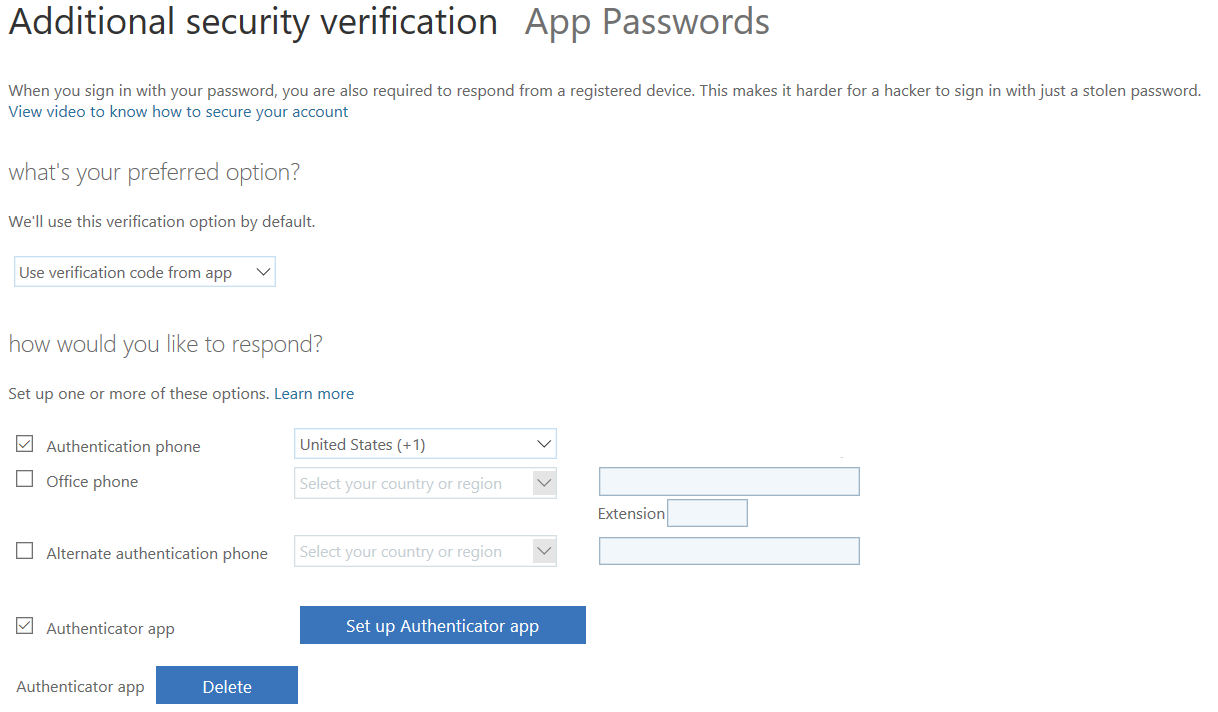 Additional security verification App Passwords
When you sign in with your password, you are also required to respond from a registered device. This makes it harder for a hacker to sign in with just a stolen password.
View video to know how to secure your account
what's your preferred option?
We'll use this verification option by default.
Use verification code from app
how would you like to respond?
Set up one or more of these options. Learn more
Authentication phone United States (+1)
Office phone Select your country or region
Extension
Alternate authentication phone Select your country or region
Authenticator app Set up Authenticator app
Authenticator app Delete